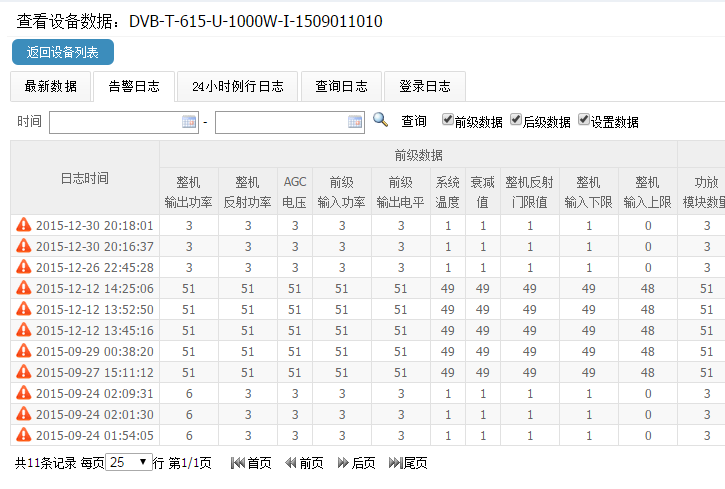 查看设备数据：DVB-T-615-U-1000W-I-1509011010
返回设备列表
最新数据 告警日志 24小时例行日志 查询日志 登录日志
时间 - 查询 前级数据 后级数据 设置数据
前级数据
日志时间 整机输出功率 整机反射功率 AGC电压 前级输入功率 前级输出电平 系统温度 衰减值 整机反射门限值 整机输入下限 整机输入上限 功放模块数量
2015-12-30 20:18:01 3 3 3 3 3 1 1 1 1 0 3
2015-12-30 20:16:37 3 3 3 3 3 1 1 1 1 0 3
2015-12-26 22:45:28 3 3 3 3 3 1 1 1 1 0 3
2015-12-12 14:25:06 51 51 51 51 51 49 49 49 49 48 51
2015-12-12 13:52:50 51 51 51 51 51 49 49 49 49 48 51
2015-12-12 13:45:16 51 51 51 51 51 49 49 49 49 48 51
2015-09-29 00:38:20 51 51 51 51 51 49 49 49 49 48 51
2015-09-27 15:11:12 51 51 51 51 51 49 49 49 49 48 51
2015-09-24 02:09:31 6 3 3 3 3 1 1 1 1 0 3
2015-09-24 02:01:30 6 3 3 3 3 1 1 1 1 0 3
2015-09-24 01:54:05 6 3 3 3 3 1 1 1 1 0 3
共11条记录 每页 25 行 第1/1页 首页 前页 后页 尾页